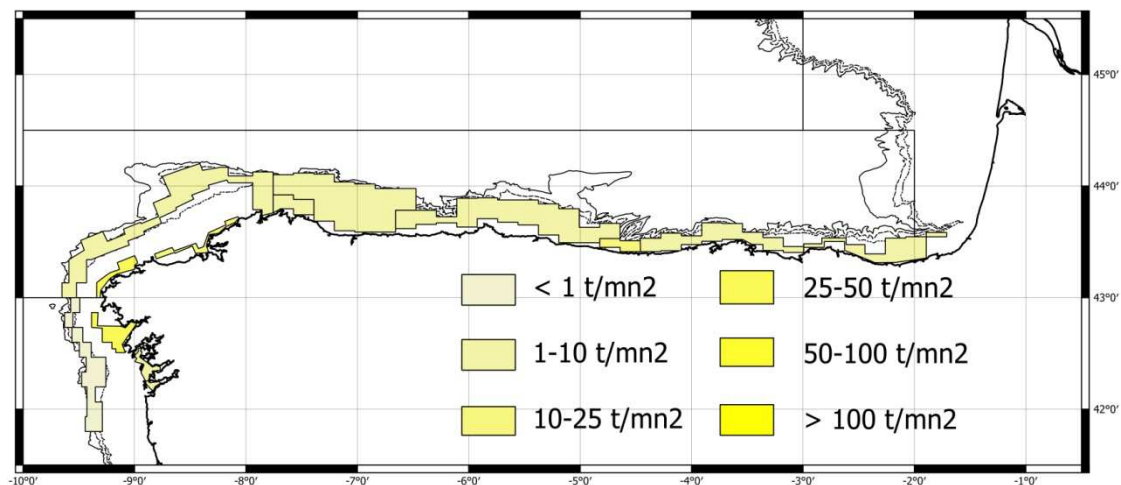 45°0'
44°0'
43°0'
42°0'
< 1 t/mn2
25-50 t/mn2
1-10 t/mn2
50-100 t/mn2
10-25 t/mn2
> 100 t/mn2
-10°0' -9°0' -8°0' -7°0' -6°0' -5°0' -4°0' -3°0' -2°0' -1°0'